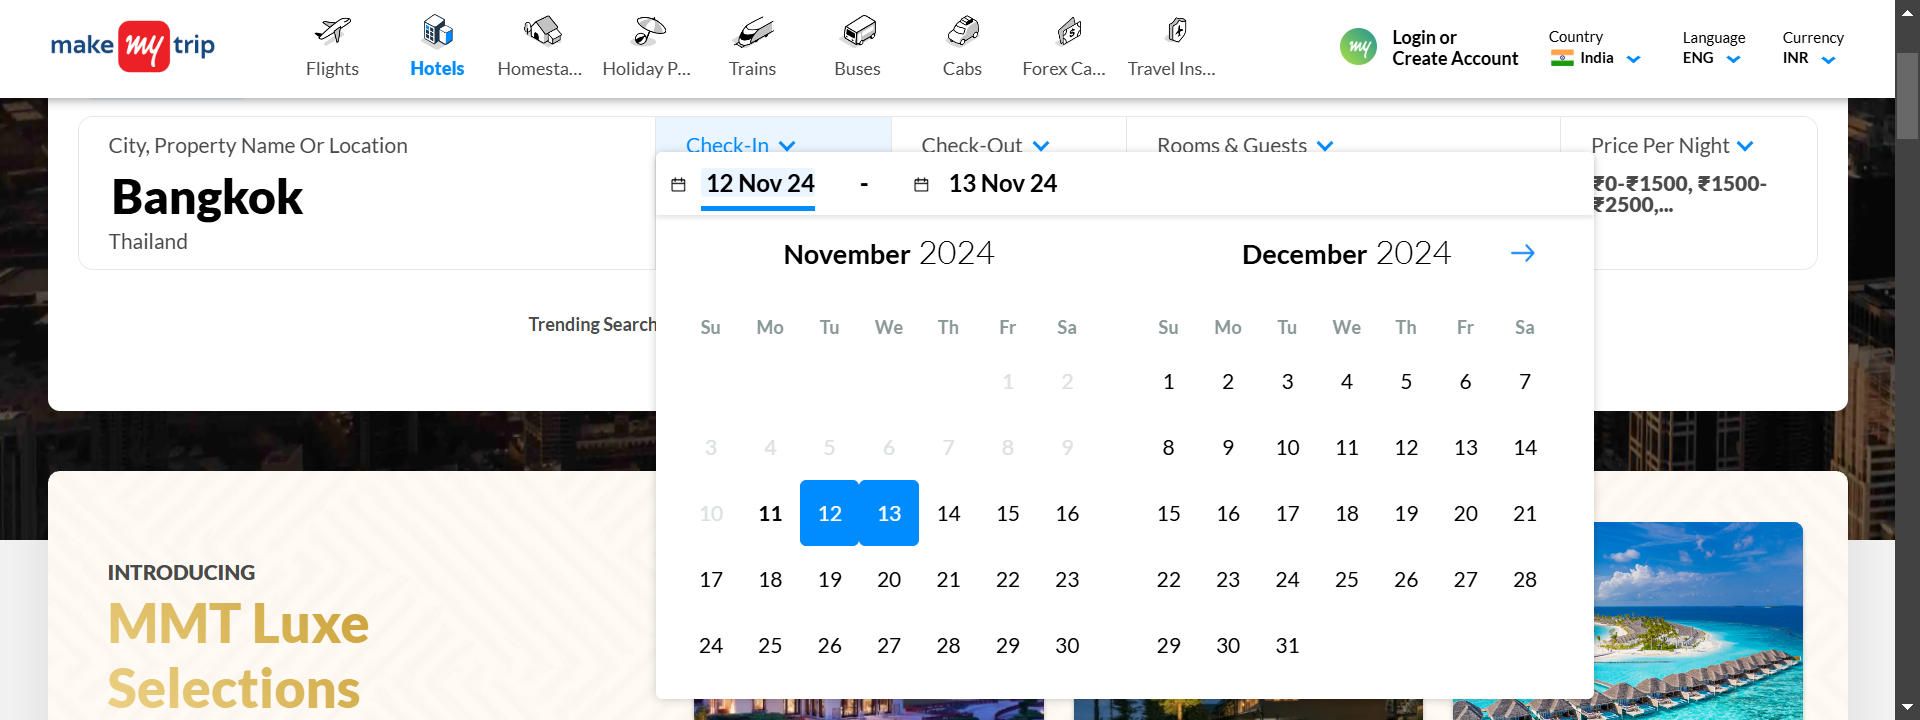 make my trip
Flights
Hotels
Homesta...
Holiday P...
Trains
Buses
Cabs
Forex Ca...
Travel Ins...
my
Login or
Create Account
Country
India
Language
ENG
Currency
INR
City, Property Name Or Location
Bangkok
Thailand
Check-In
Check-Out
Rooms & Guests
Price Per Night
₹0-₹1500, ₹1500-
₹2500,...
12 Nov 24 - 13 Nov 24
Trending Search
November 2024
Su Mo Tu We Th Fr Sa
1 2
3 4 5 6 7 8 9
10 11 12 13 14 15 16
17 18 19 20 21 22 23
24 25 26 27 28 29 30
December 2024
Su Mo Tu We Th Fr Sa
1 2 3 4 5 6 7
8 9 10 11 12 13 14
15 16 17 18 19 20 21
22 23 24 25 26 27 28
29 30 31
INTRODUCING
MMT Luxe
Selections